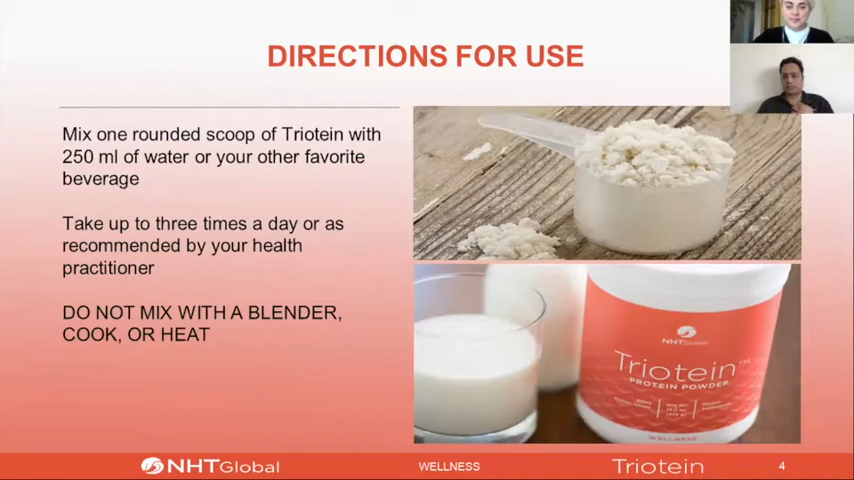 DIRECTIONS FOR USE
Mix one rounded scoop of Triotein with
250 ml of water or your other favorite
beverage
Take up to three times a day or as
recommended by your health
practitioner
DO NOT MIX WITH A BLENDER,
COOK, OR HEAT
NHTGlobal
Triotein™
PROTEIN POWDER
WELLNESS
NHTGlobal
WELLNESS
Triotein
4